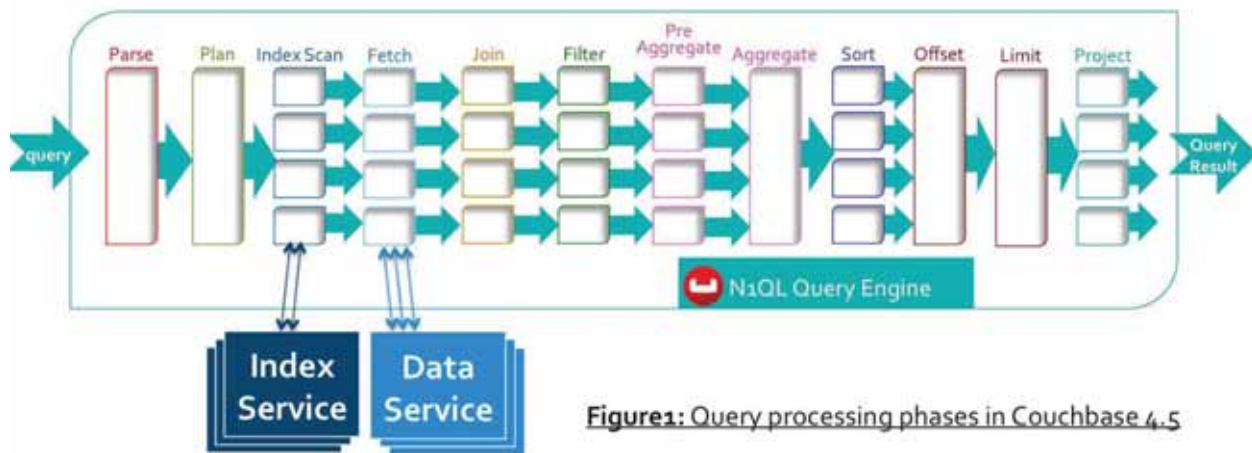 Parse
Plan
Index Scan
Fetch
Join
Filter
Pre
Aggregate
Aggregate
Sort
Offset
Limit
Project
query
Query
Result
N1QL Query Engine
Index
Service
Data
Service
Figure1: Query processing phases in Couchbase 4.5